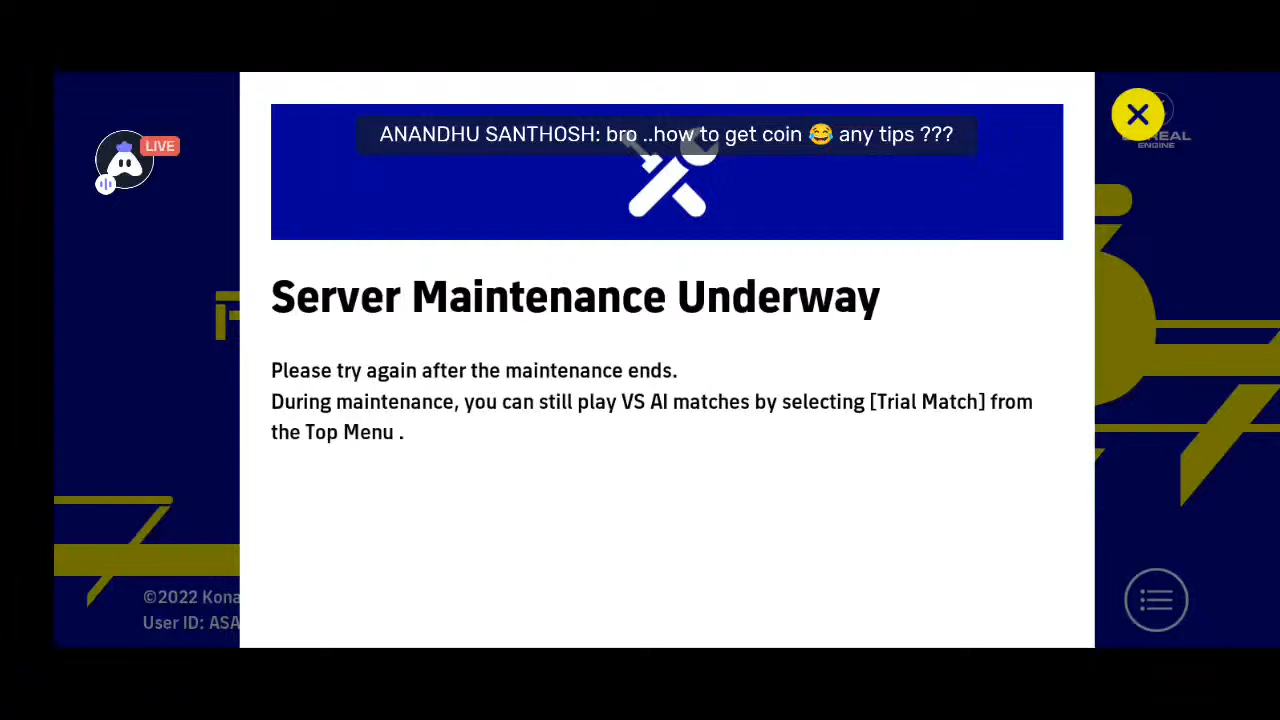 ANANDHU SANTHOSH: bro ..how to get coin 😂 any tips ???
LIVE
ENGINE
Server Maintenance Underway
Please try again after the maintenance ends.
During maintenance, you can still play VS AI matches by selecting [Trial Match] from
the Top Menu .
©2022 Kona
User ID: ASA